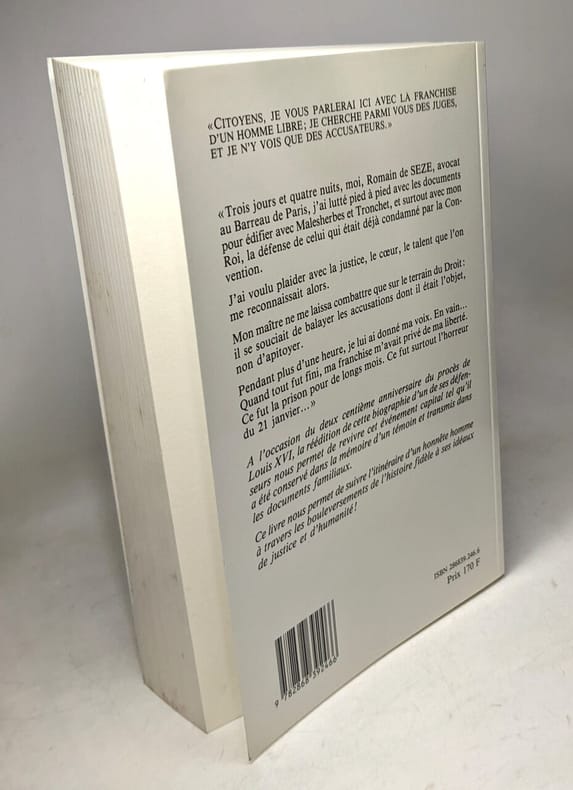 «CITOYENS, JE VOUS PARLERAI ICI AVEC LA FRANCHISE
D'UN HOMME LIBRE; JE CHERCHE PARMI VOUS DES JUGES,
ET JE N'Y VOIS QUE DES ACCUSATEURS.»
«Trois jours et quatre nuits, moi, Romain de SEZE, avocat
au Barreau de Paris, j'ai lutté pied à pied avec les documents
pour édifier avec Malesherbes et Tronchet, et surtout avec mon
Roi, la défense de celui qui était déjà condamné par la Con-
vention.
J'ai voulu plaider avec la justice, le cœur, le talent que l'on
me reconnaissait alors.
Mon maître ne me laissa combattre que sur le terrain du Droit:
il se souciait de balayer les accusations dont il était l'objet,
non d'apitoyer.
Pendant plus d'une heure, je lui ai donné ma voix. En vain...
Quand tout fut fini, ma franchise m'avait privé de ma liberté.
Ce fut la prison pour de longs mois. Ce fut surtout l'horreur
du 21 janvier...»
A l'occasion du deux centième anniversaire du procès de
Louis XVI, la réédition de cette biographie d'un de ses défen-
seurs nous permet de revivre cet événement capital tel qu'il
a été conservé dans la mémoire d'un témoin et transmis dans
les documents familiaux.
Ce livre nous permet de suivre l'itinéraire d'un honnête homme
à travers les bouleversements de l'histoire fidèle à ses idéaux
de justice et d'humanité!
ISBN 286839.246.6
Prix 170 F
9 782868 392466